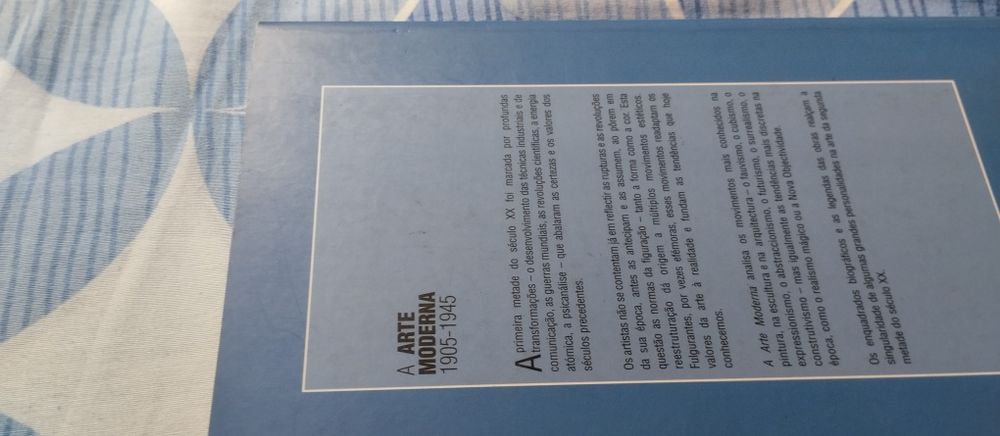 A ARTE
MODERNA
1905-1945
A primeira metade do século XX foi marcada por profundas
transformações – o desenvolvimento das técnicas industriais e de
comunicação, as guerras mundiais, as revoluções científicas, a energia
atómica, a psicanálise – que abalaram as certezas e os valores dos
séculos precedentes.
Os artistas não se contentam já em reflectir as rupturas e as revoluções
da sua época, antes as antecipam e as assumem, ao pôrem em
questão as normas da figuração – tanto a forma como a cor. Esta
reestruturação dá origem a múltiplos movimentos estéticos.
Fulgurantes, por vezes efémoras, esses movimentos readaptam os
valores da arte à realidade e fundam as tendências que hoje
conhecemos.
A Arte Moderna analisa os movimentos mais conhecidos na
pintura, na escultura e na arquitectura – o fauvismo, o cubismo, o
expressionismo, o abstraccionismo, o futurismo, o surrealismo, o
construtivismo – mas igualmente as tendências mais discretas na
época, como o realismo mágico ou a Nova Objectividade.
Os enquadrados biográficos e as legendas das obras realçam a
singularidade de algumas grandes personalidades na arte da segunda
metade do século XX.